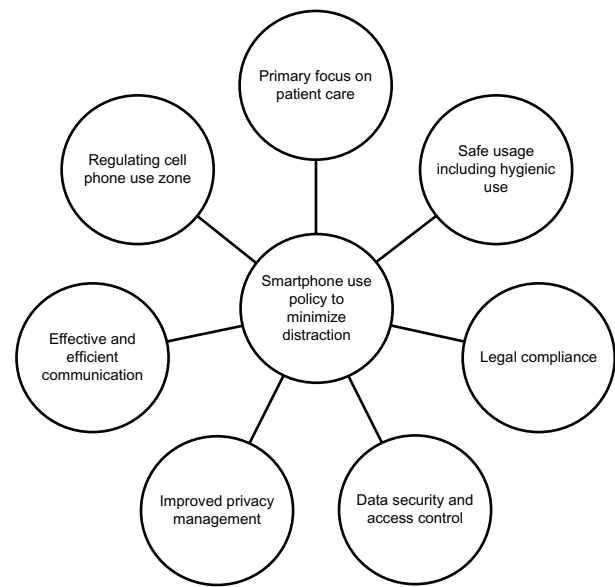 Primary focus on
patient care
Safe usage
including hygienic
use
Legal compliance
Data security and
access control
Improved privacy
management
Effective and
efficient
communication
Regulating cell
phone use zone
Smartphone use
policy to
minimize
distraction